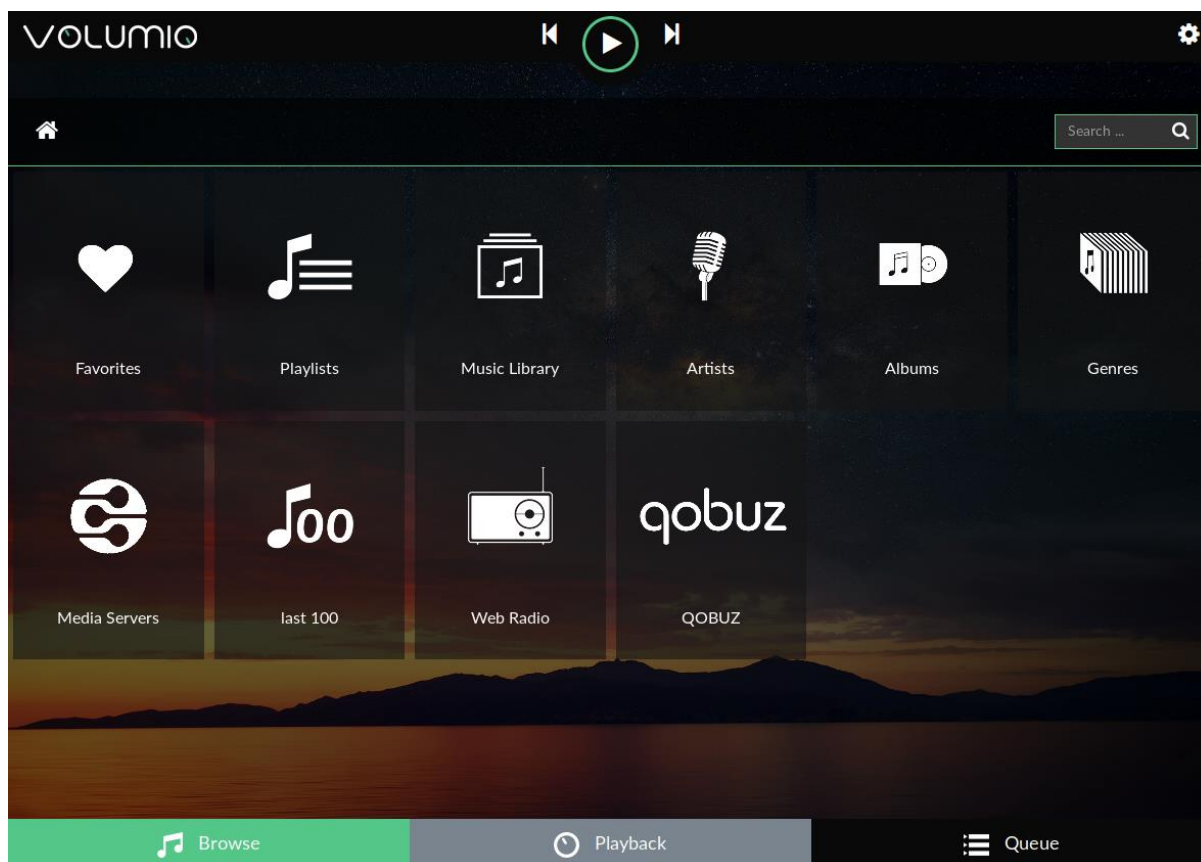 VOLUMIO
Search ...
Favorites
Playlists
Music Library
Artists
Albums
Genres
00
qobuz
Media Servers
last 100
Web Radio
QOBUZ
Browse
Playback
Queue